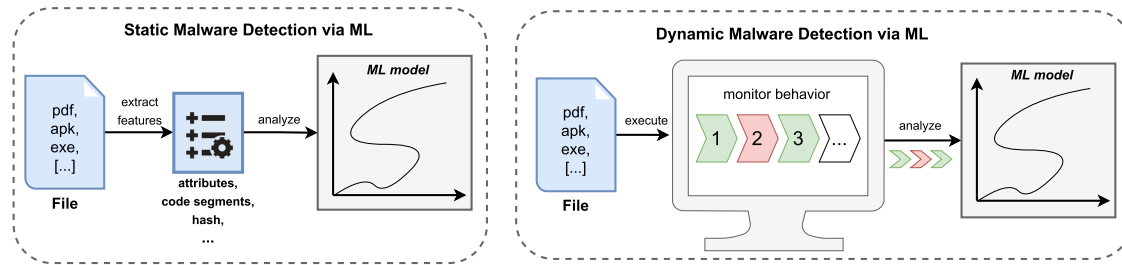 Static Malware Detection via ML
pdf,
apk,
exe,
[...]
File
extract
features
attributes,
code segments,
hash,
...
analyze
ML model
Dynamic Malware Detection via ML
pdf,
apk,
exe,
[...]
File
execute
monitor behavior
1 2 3 ...
analyze
ML model